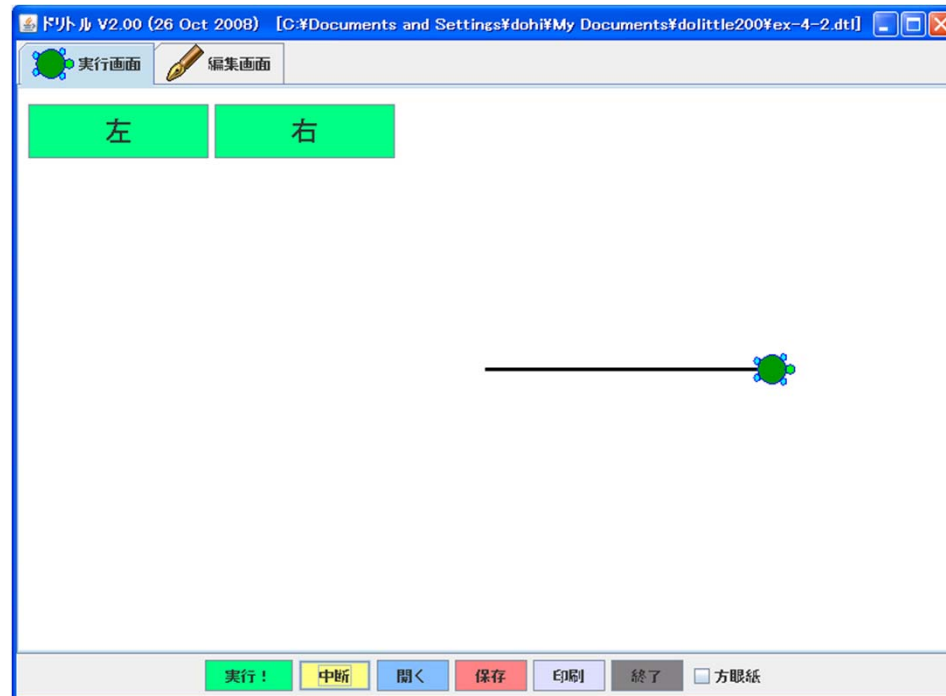 ドリトル V2.00 (26 Oct 2008) [C:¥Documents and Settings¥dohi¥My Documents¥dolittle200¥ex-4-2.dtl]
実行画面 編集画面
左 右
実行! 中断 開く 保存 印刷 終了 方眼紙